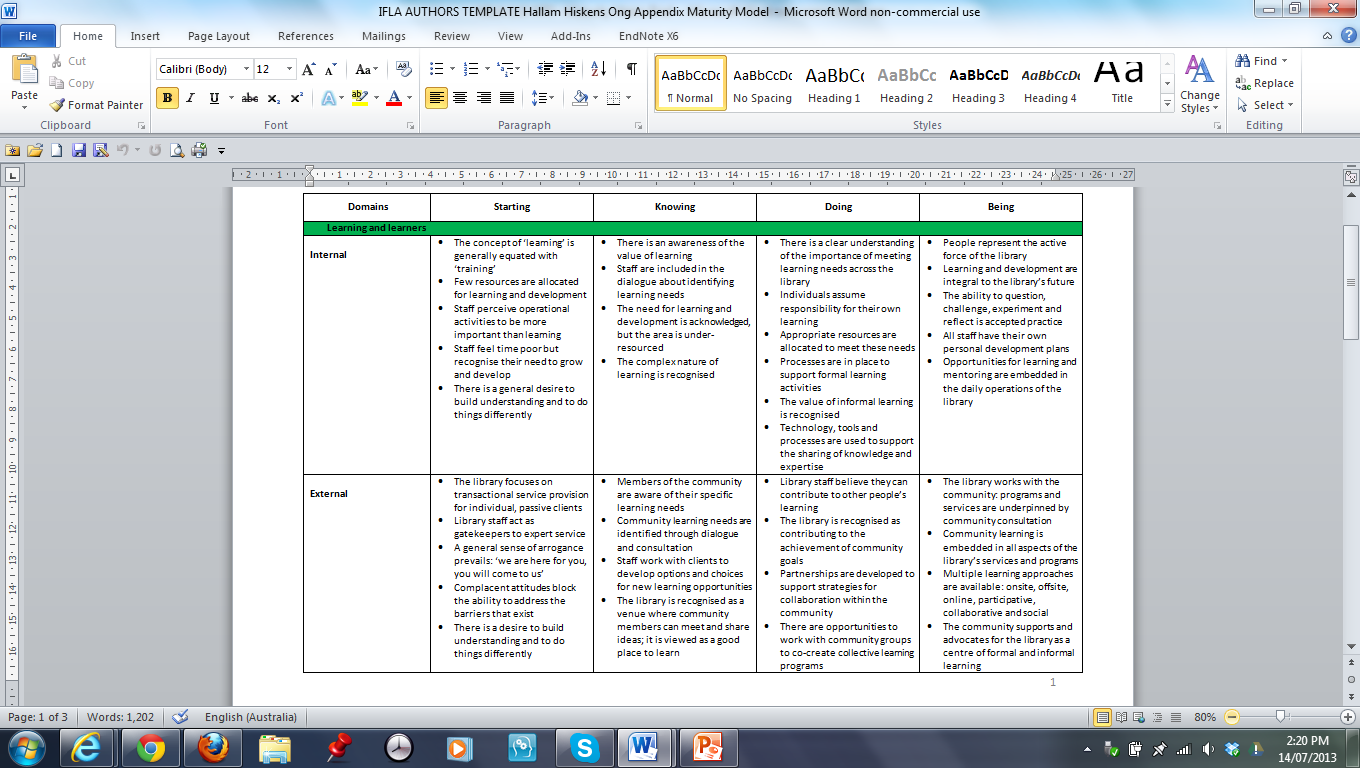 IFLA AUTHORS TEMPLATE Hallam Hiskens Ong Appendix Maturity Model - Microsoft Word non-commercial use
File Home Insert Page Layout References Mailings Review View Add-Ins EndNote X6
Paste
Cut
Copy
Format Painter
Clipboard
Calibri (Body) 12
Font
Paragraph
AaBbCcDc AaBbCcDc AaBbCc AaBbCc AaBbCcD AaBbCcDc Aa
¶ Normal No Spacing Heading 1 Heading 2 Heading 3 Heading 4 Title
Styles
Change
Styles
Find
Replace
Select
Editing
Domains Starting Knowing Doing Being
Learning and learners
Internal
• The concept of ‘learning’ is
generally equated with
‘training’
• Few resources are allocated
for learning and development
• Staff perceive operational
activities to be more
important than learning
• Staff feel time poor but
recognise their need to grow
and develop
• There is a general desire to
build understanding and to do
things differently
• There is an awareness of the
value of learning
• Staff are included in the
dialogue about identifying
learning needs
• The need for learning and
development is acknowledged,
but the area is under-
resourced
• The complex nature of
learning is recognised
• There is a clear understanding
of the importance of meeting
learning needs across the
library
• Individuals assume
responsibility for their own
learning
• Appropriate resources are
allocated to meet these needs
• Processes are in place to
support formal learning
activities
• The value of informal learning
is recognised
• Technology, tools and
processes are used to support
the sharing of knowledge and
expertise
• People represent the active
force of the library
• Learning and development are
integral to the library’s future
• The ability to question,
challenge, experiment and
reflect is accepted practice
• All staff have their own
personal development plans
• Opportunities for learning and
mentoring are embedded in
the daily operations of the
library
External
• The library focuses on
transactional service provision
for individual, passive clients
• Library staff act as
gatekeepers to expert service
• A general sense of arrogance
prevails: ‘we are here for you,
you will come to us’
• Complacent attitudes block
the ability to address the
barriers that exist
• There is a desire to build
understanding and to do
things differently
• Members of the community
are aware of their specific
learning needs
• Community learning needs are
identified through dialogue
and consultation
• Staff work with clients to
develop options and choices
for new learning opportunities
• The library is recognised as a
venue where community
members can meet and share
ideas; it is viewed as a good
place to learn
• Library staff believe they can
contribute to other people’s
learning
• The library is recognised as
contributing to the
achievement of community
goals
• Partnerships are developed to
support strategies for
collaboration within the
community
• There are opportunities to
work with community groups
to co-create collective learning
programs
• The library works with the
community: programs and
services are underpinned by
community consultation
• Community learning is
embedded in all aspects of the
library’s services and programs
• Multiple learning approaches
are available: onsite, offsite,
online, participative,
collaborative and social
• The community supports and
advocates for the library as a
centre of formal and informal
learning
1
Page: 1 of 3 Words: 1,202 English (Australia) 80%
2:20 PM
14/07/2013